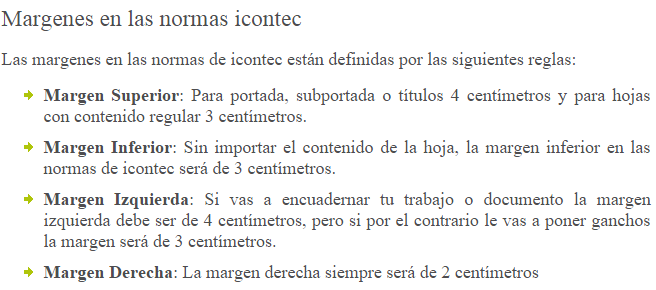 Margenes en las normas icontec
Las margenes en las normas de icontec están definidas por las siguientes reglas:
Margen Superior: Para portada, subportada o títulos 4 centímetros y para hojas
con contenido regular 3 centímetros.
Margen Inferior: Sin importar el contenido de la hoja, la margen inferior en las
normas de icontec será de 3 centímetros.
Margen Izquierda: Si vas a encuadernar tu trabajo o documento la margen
izquierda debe ser de 4 centímetros, pero si por el contrario le vas a poner ganchos
la margen será de 3 centímetros.
Margen Derecha: La margen derecha siempre será de 2 centímetros